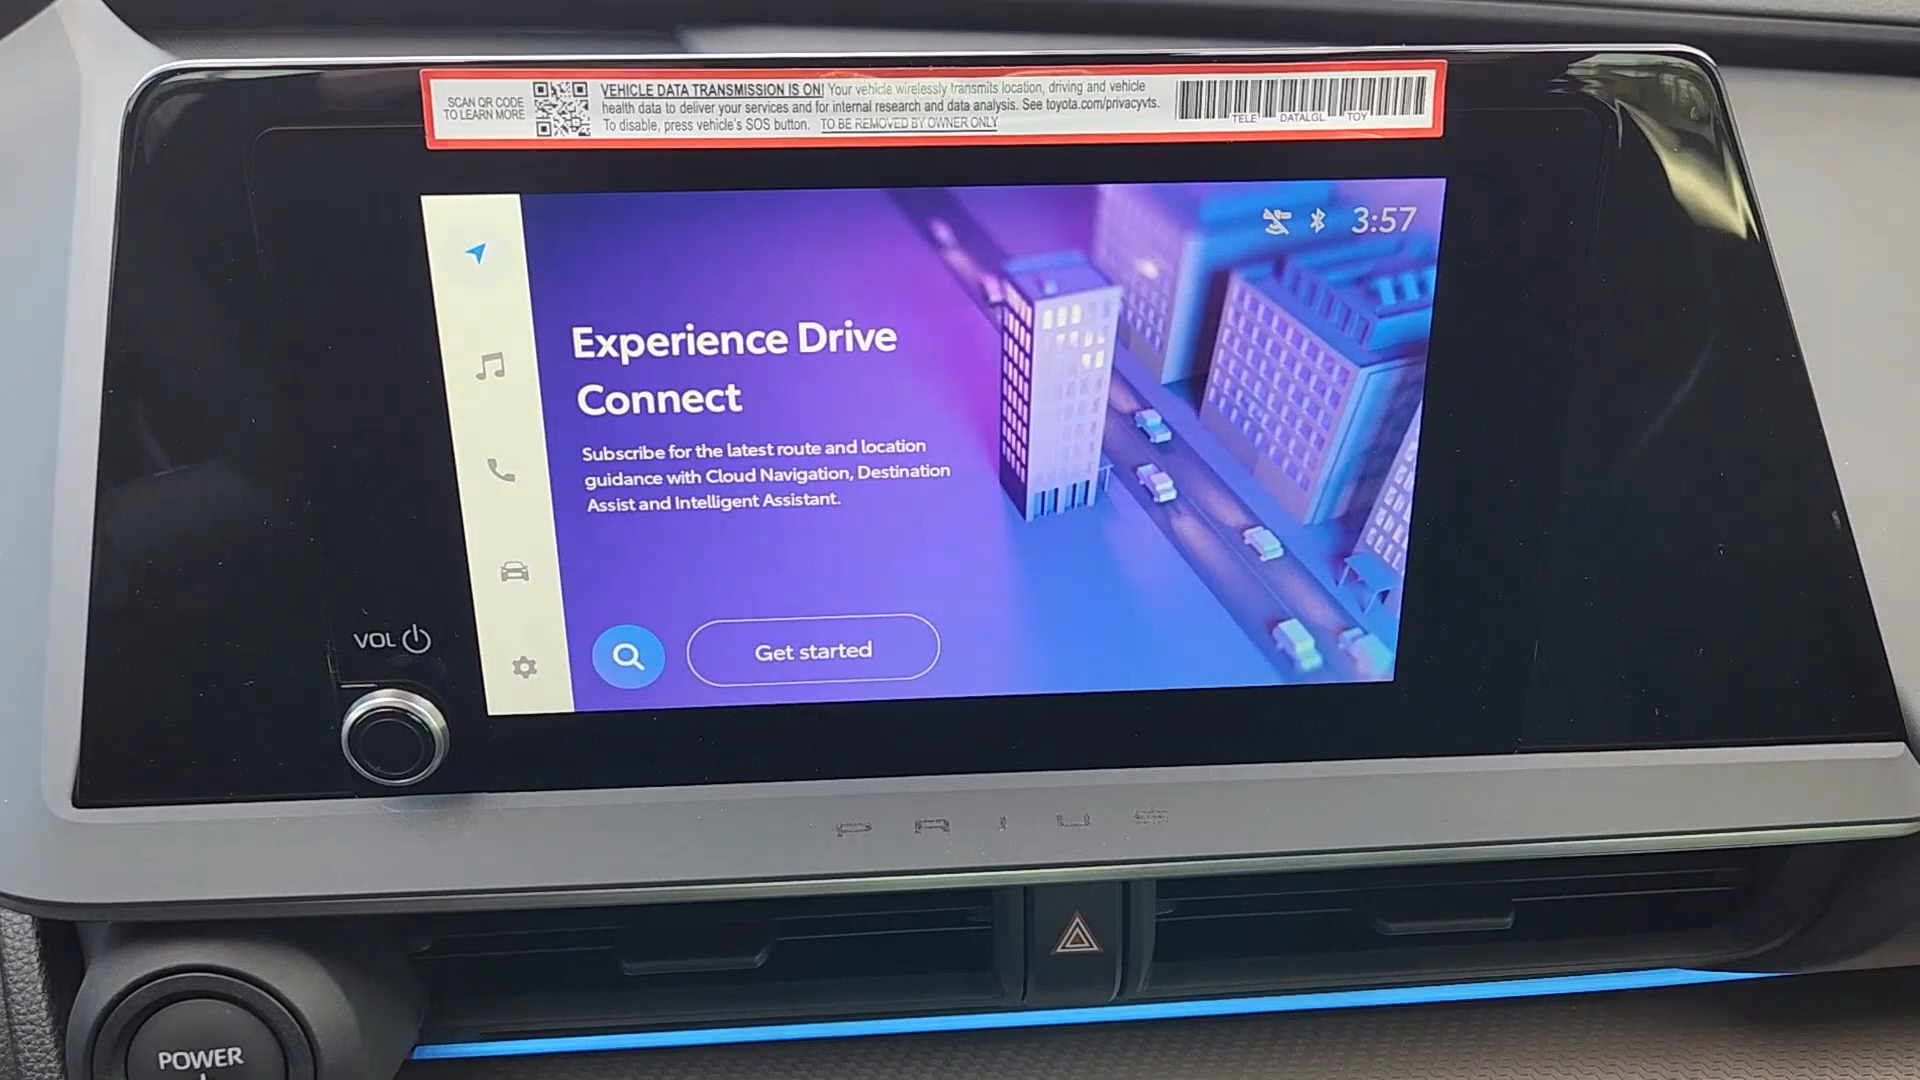 SCAN QR CODE
TO LEARN MORE
VEHICLE DATA TRANSMISSION IS ON! Your vehicle wirelessly transmits location, driving and vehicle
health data to deliver your services and for internal research and data analysis. See toyota.com/privacyvts.
To disable, press vehicle's SOS button. TO BE REMOVED BY OWNER ONLY
TELE DATALGL TOY
3:57
Experience Drive
Connect
Subscribe for the latest route and location
guidance with Cloud Navigation, Destination
Assist and Intelligent Assistant.
Get started
VOL
PRIUS
POWER